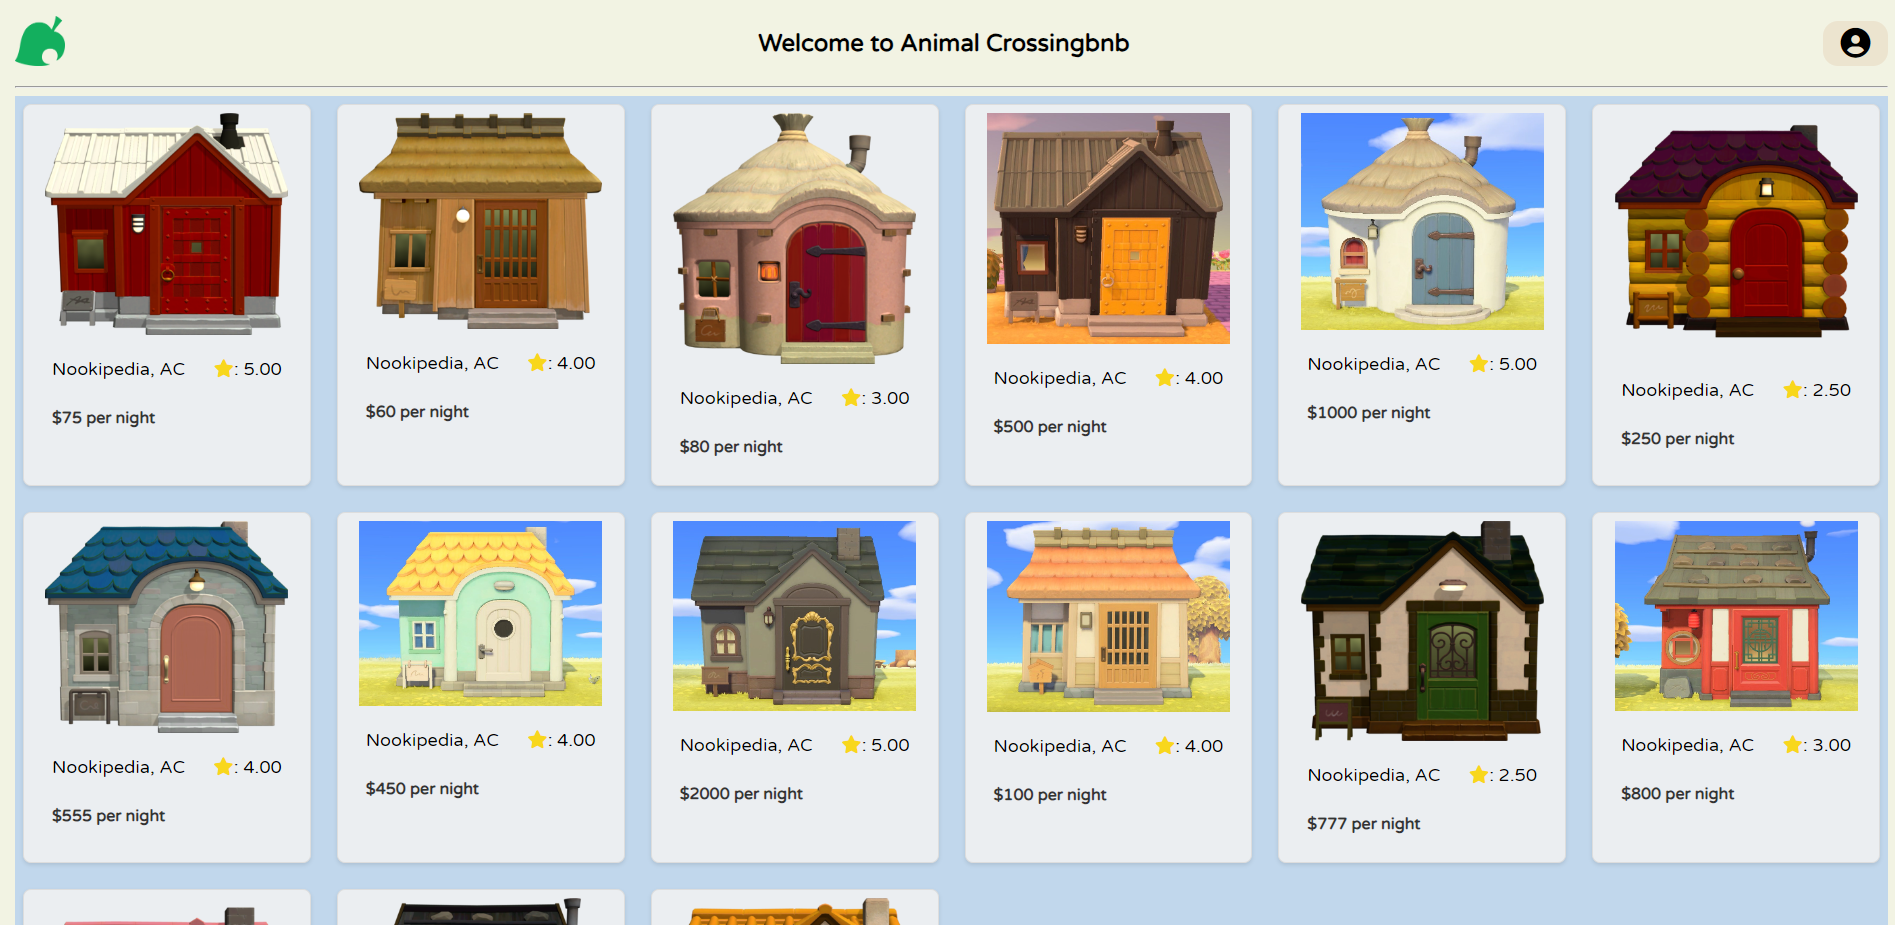 Welcome to Animal Crossingbnb
Nookipedia, AC : 5.00
$75 per night
Nookipedia, AC : 4.00
$60 per night
Nookipedia, AC : 3.00
$80 per night
Nookipedia, AC : 4.00
$500 per night
Nookipedia, AC : 5.00
$1000 per night
Nookipedia, AC : 2.50
$250 per night
Nookipedia, AC : 4.00
$555 per night
Nookipedia, AC : 4.00
$450 per night
Nookipedia, AC : 5.00
$2000 per night
Nookipedia, AC : 4.00
$100 per night
Nookipedia, AC : 2.50
$777 per night
Nookipedia, AC : 3.00
$800 per night